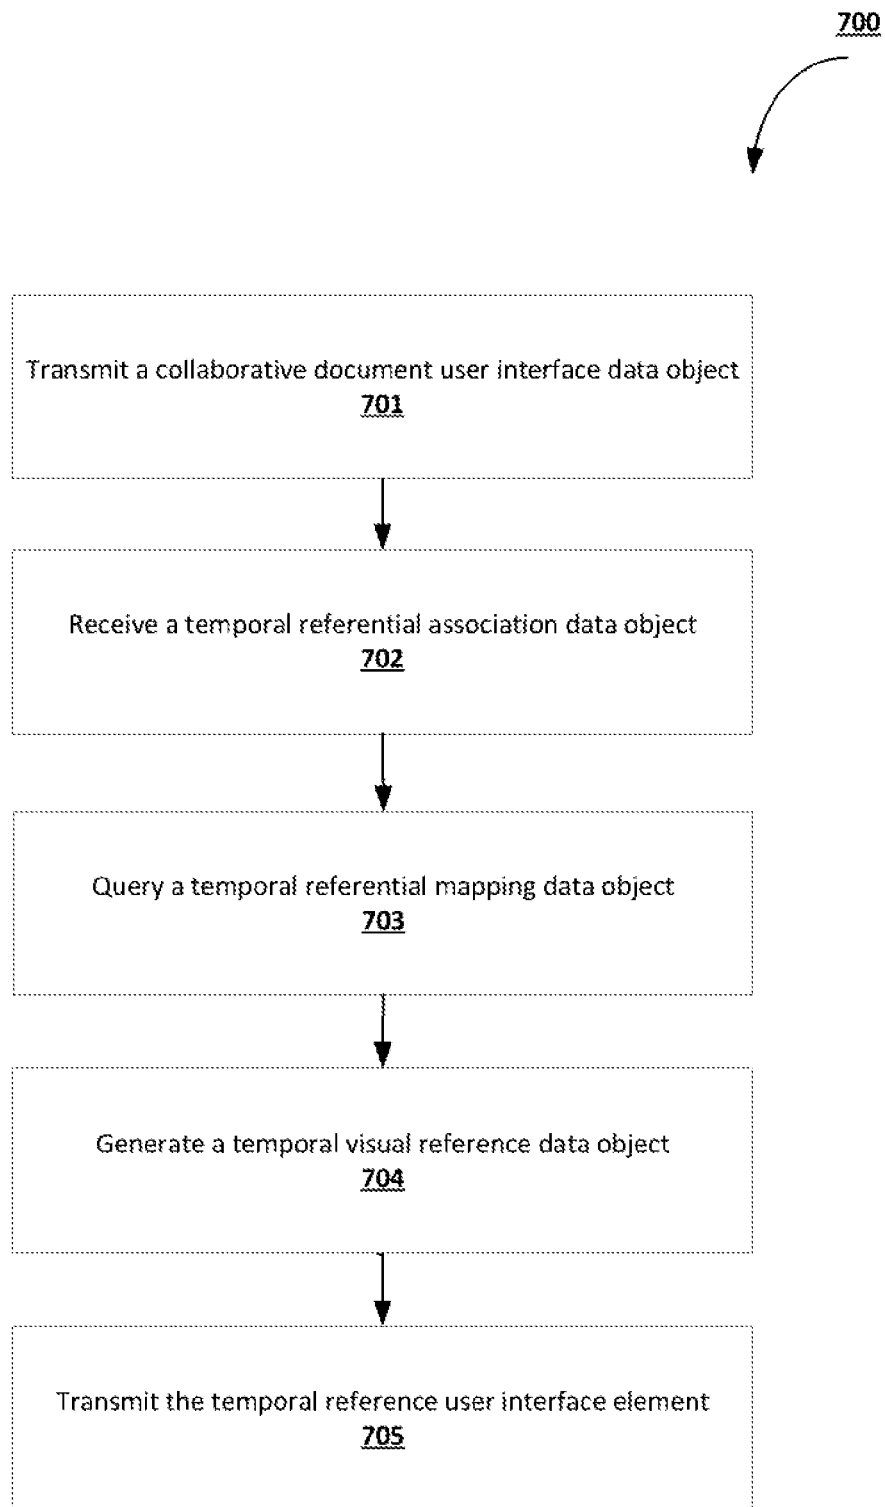 700
Transmit a collaborative document user interface data object
701
Receive a temporal referential association data object
702
Query a temporal referential mapping data object
703
Generate a temporal visual reference data object
704
Transmit the temporal reference user interface element
705